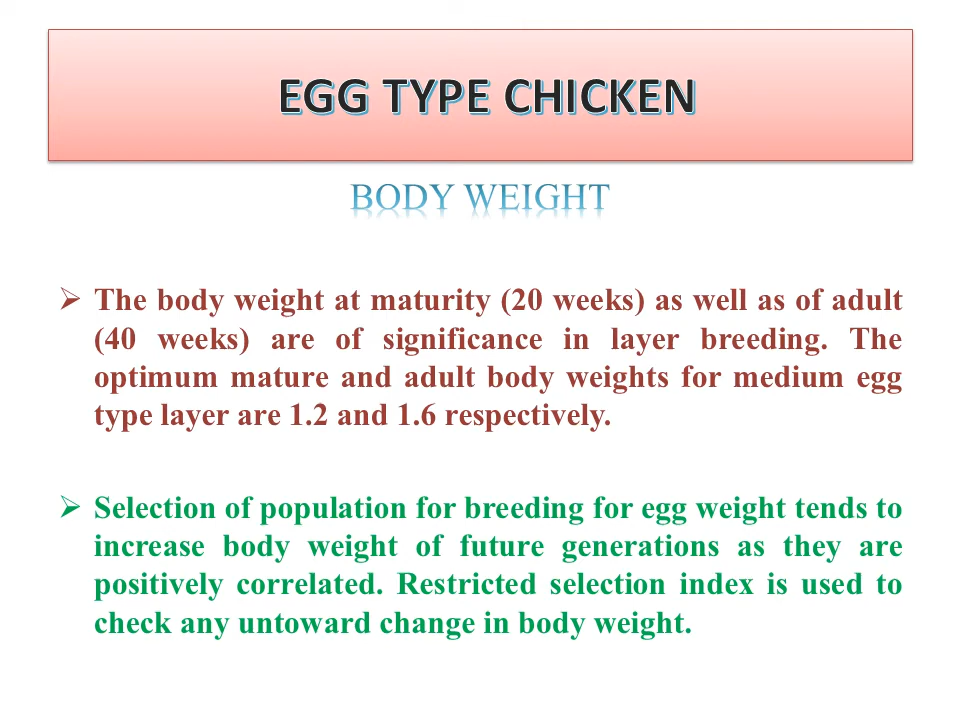 EGG TYPE CHICKEN
BODY WEIGHT
➢ The body weight at maturity (20 weeks) as well as of adult
(40 weeks) are of significance in layer breeding. The
optimum mature and adult body weights for medium egg
type layer are 1.2 and 1.6 respectively.
➢ Selection of population for breeding for egg weight tends to
increase body weight of future generations as they are
positively correlated. Restricted selection index is used to
check any untoward change in body weight.